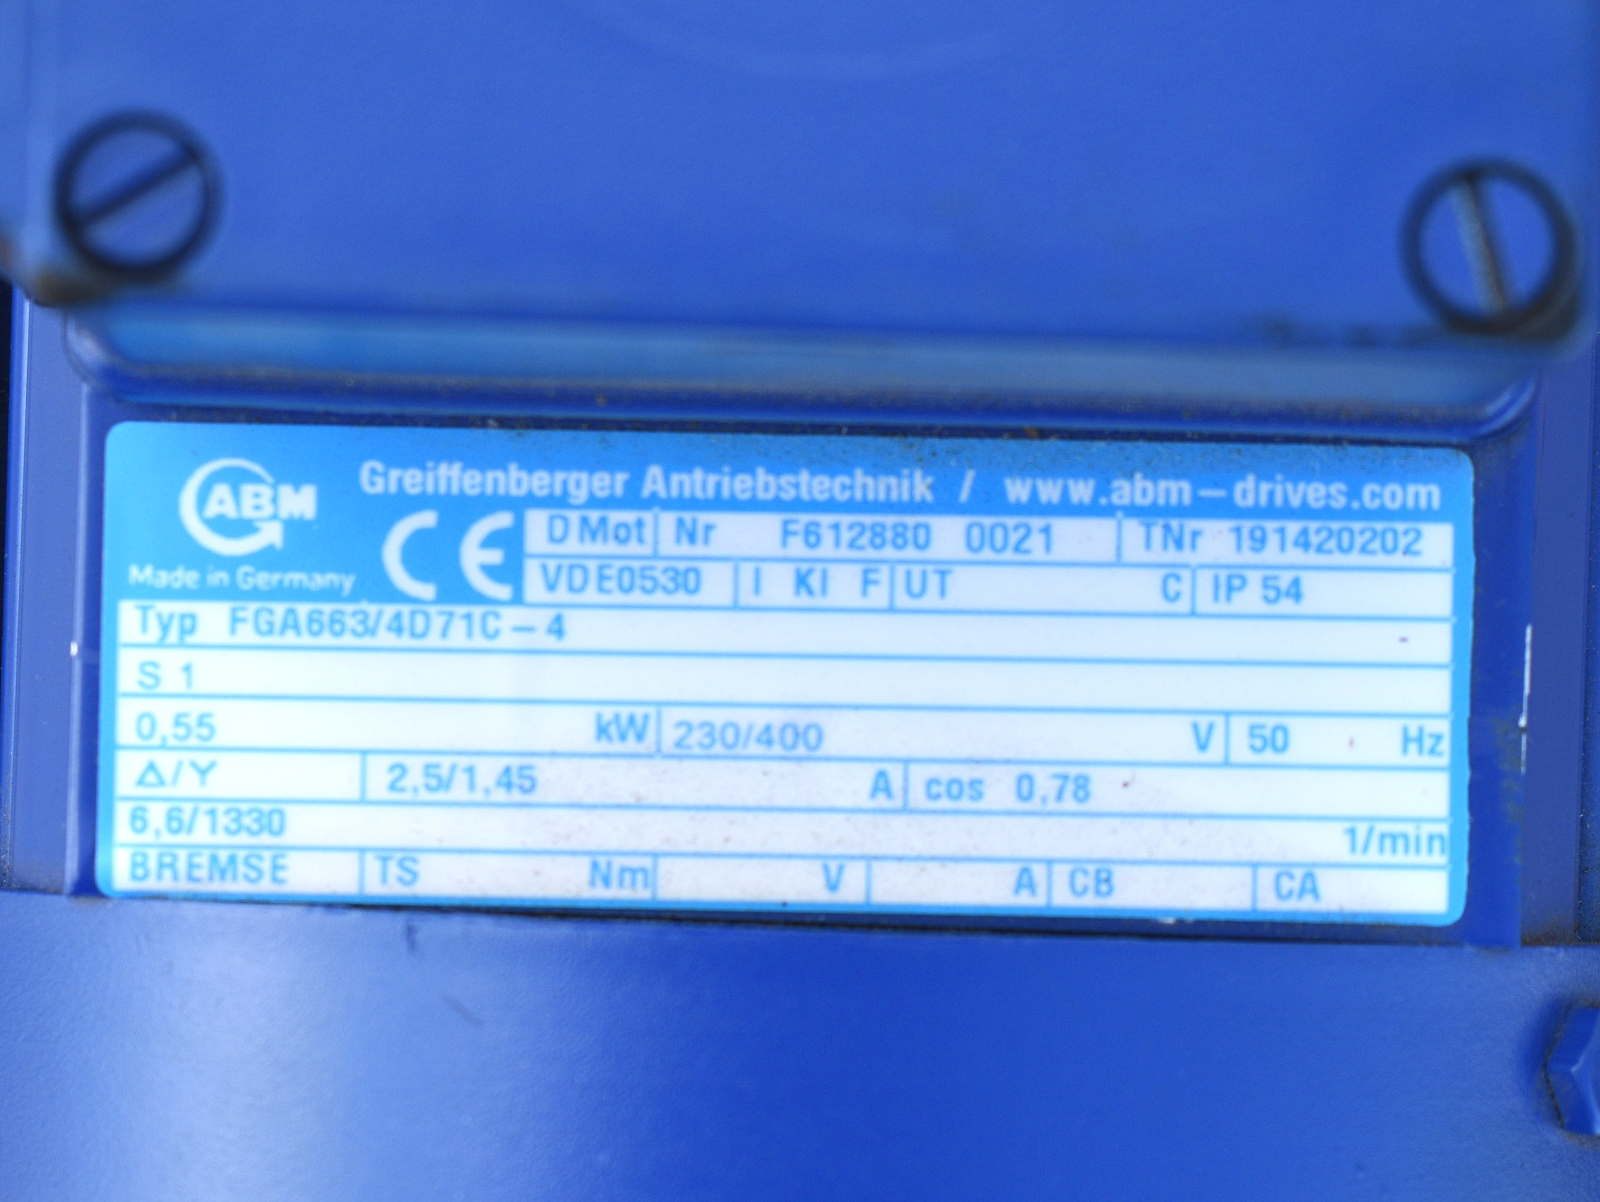 ABM
Greiffenberger Antriebstechnik / www.abm-drives.com
Made in Germany
CE
D Mot Nr F612880 0021 TNr 191420202
VDE0530 I Kl F UT C IP 54
Typ FGA663/4D71C-4
S 1
0,55 kW 230/400 V 50 Hz
Δ/Y 2,5/1,45 A cos 0,78
6,6/1330 1/min
BREMSE TS Nm V A CB CA